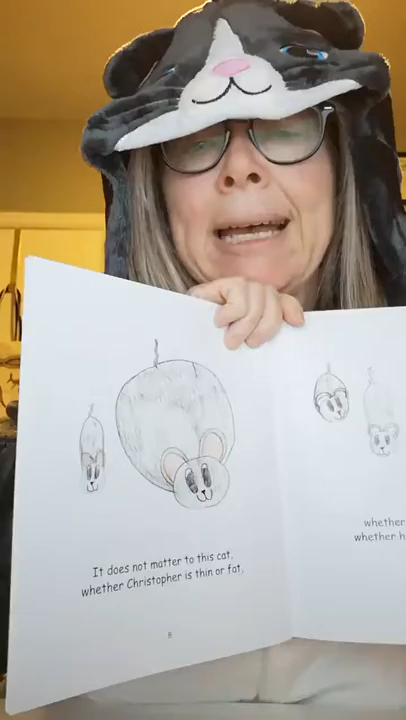 It does not matter to this cat,
whether Christopher is thin or fat.
8
whether
whether h